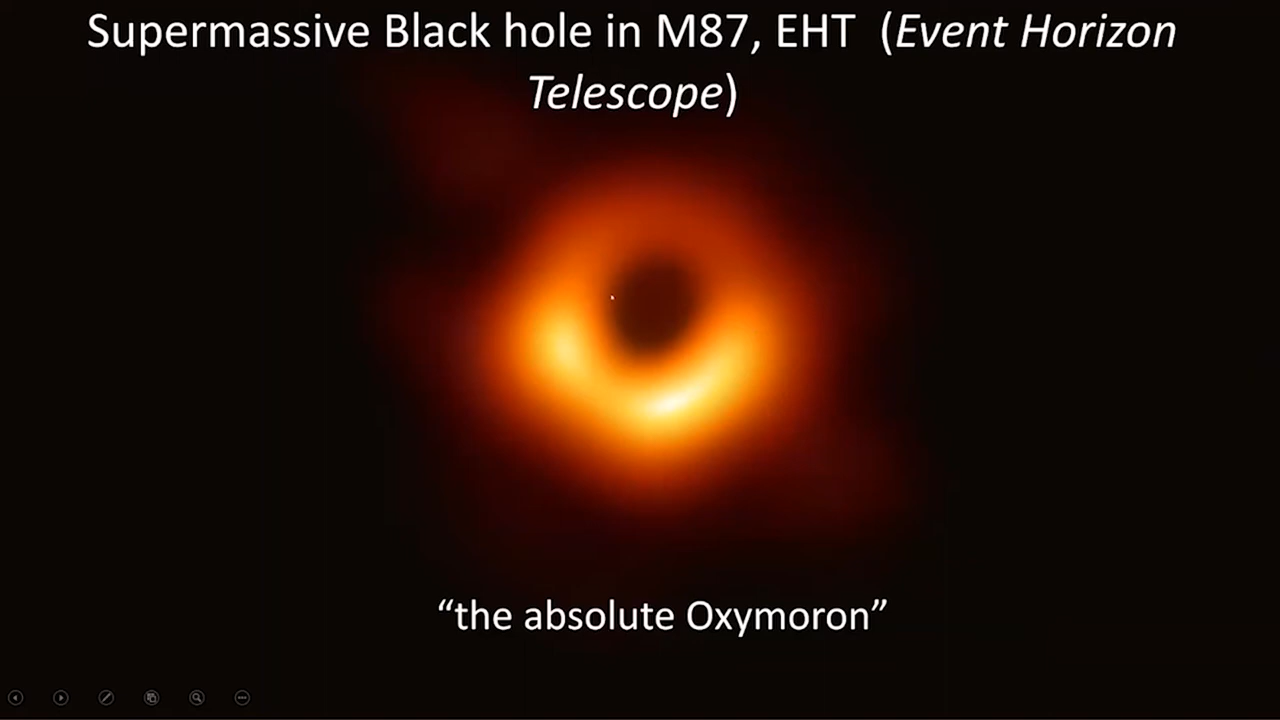 Supermassive Black hole in M87, EHT (Event Horizon
Telescope)
“the absolute Oxymoron”